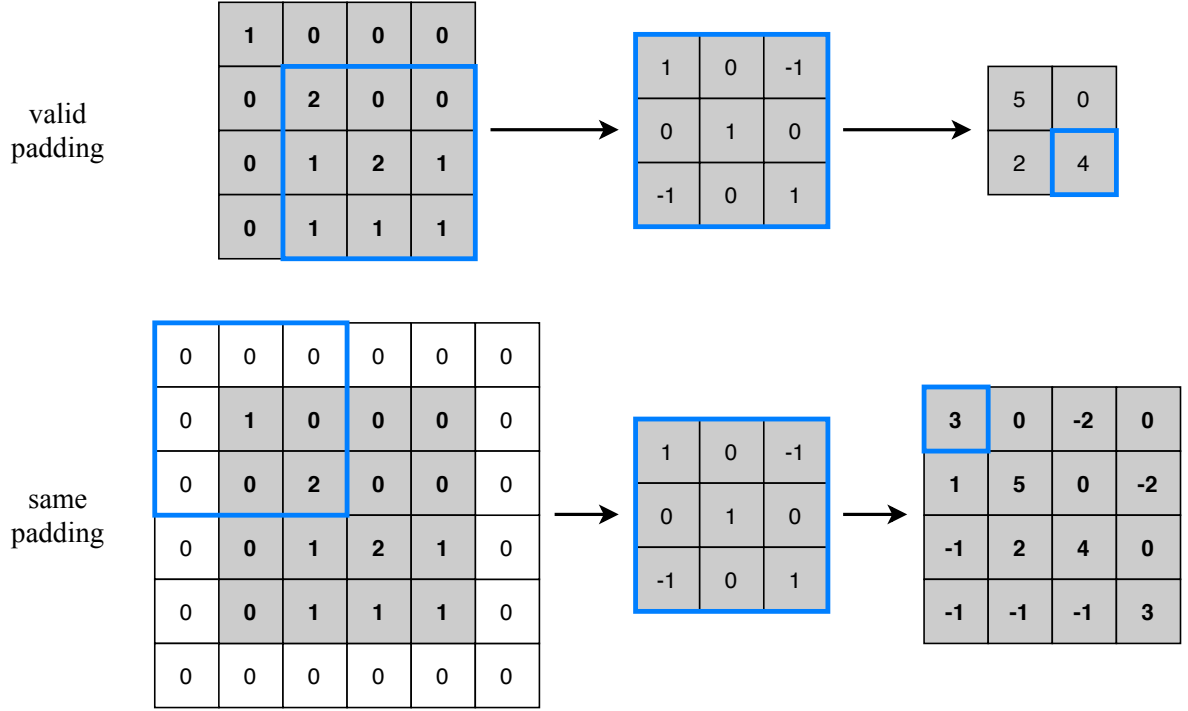 1 0 0 0
0 2 0 0
0 1 2 1
0 1 1 1
valid
padding
1 0 -1
0 1 0
-1 0 1
5 0
2 4
0 0 0 0 0 0
0 1 0 0 0 0
0 0 2 0 0 0
0 0 1 2 1 0
0 0 1 1 1 0
0 0 0 0 0 0
same
padding
1 0 -1
0 1 0
-1 0 1
3 0 -2 0
1 5 0 -2
-1 2 4 0
-1 -1 -1 3